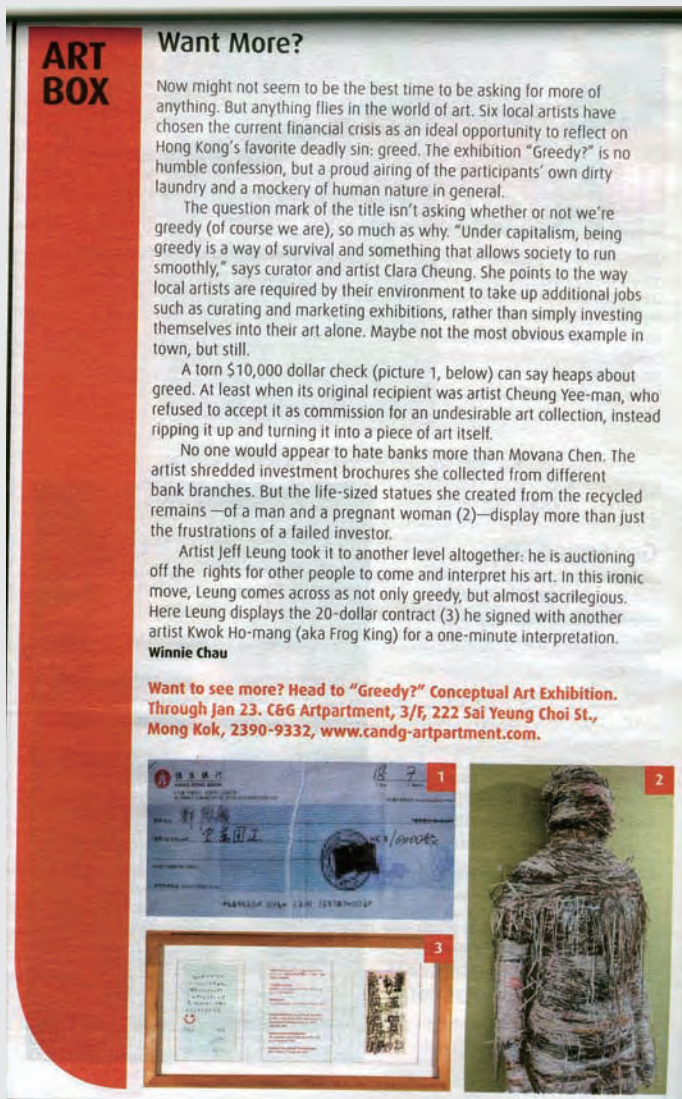 ART
BOX
Want More?
Now might not seem to be the best time to be asking for more of
anything. But anything flies in the world of art. Six local artists have
chosen the current financial crisis as an ideal opportunity to reflect on
Hong Kong's favorite deadly sin: greed. The exhibition "Greedy?" is no
humble confession, but a proud airing of the participants' own dirty
laundry and a mockery of human nature in general.
The question mark of the title isn't asking whether or not we're
greedy (of course we are), so much as why. "Under capitalism, being
greedy is a way of survival and something that allows society to run
smoothly," says curator and artist Clara Cheung. She points to the way
local artists are required by their environment to take up additional jobs
such as curating and marketing exhibitions, rather than simply investing
themselves into their art alone. Maybe not the most obvious example in
town, but still.
A torn $10,000 dollar check (picture 1, below) can say heaps about
greed. At least when its original recipient was artist Cheung Yee-man, who
refused to accept it as commission for an undesirable art collection, instead
ripping it up and turning it into a piece of art itself.
No one would appear to hate banks more than Movana Chen. The
artist shredded investment brochures she collected from different
bank branches. But the life-sized statues she created from the recycled
remains —of a man and a pregnant woman (2)—display more than just
the frustrations of a failed investor.
Artist Jeff Leung took it to another level altogether: he is auctioning
off the rights for other people to come and interpret his art. In this ironic
move, Leung comes across as not only greedy, but almost sacrilegious.
Here Leung displays the 20-dollar contract (3) he signed with another
artist Kwok Ho-mang (aka Frog King) for a one-minute interpretation.
Winnie Chau
Want to see more? Head to "Greedy?" Conceptual Art Exhibition.
Through Jan 23. C&G Artpartment, 3/F, 222 Sai Yeung Choi St.,
Mong Kok, 2390-9332, www.candg-artpartment.com.
恒生銀行
HANG SENG BANK
18 7
1
2
3